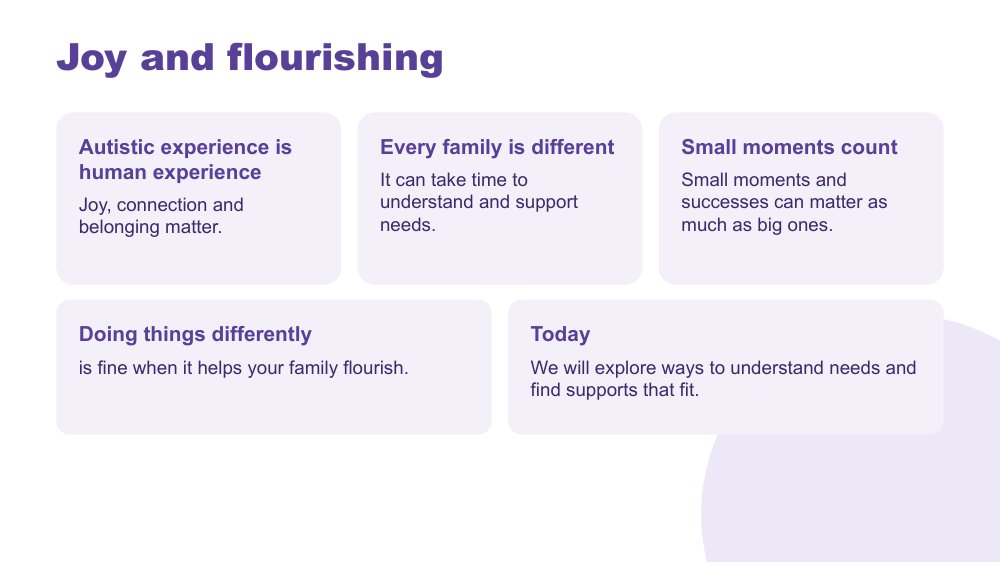 Joy and flourishing
Autistic experience is
human experience
Joy, connection and
belonging matter.
Every family is different
It can take time to
understand and support
needs.
Small moments count
Small moments and
successes can matter as
much as big ones.
Doing things differently
is fine when it helps your family flourish.
Today
We will explore ways to understand needs and
find supports that fit.